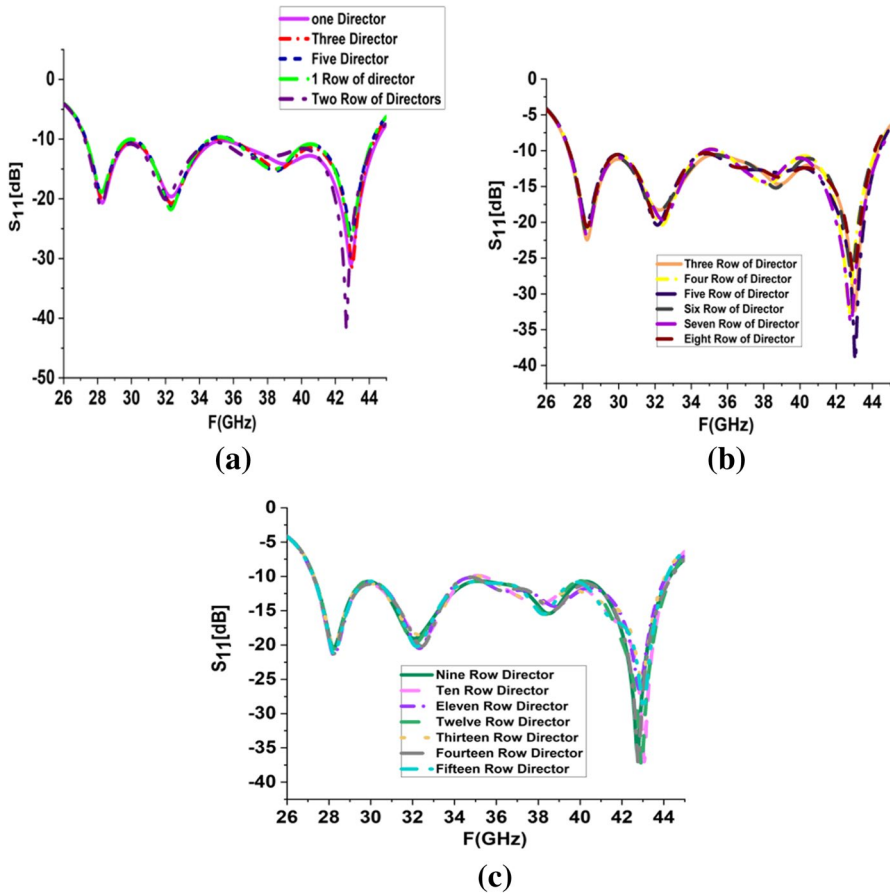 one Director
Three Director
Five Director
1 Row of director
Two Row of Directors
0
-10
-20
-30
-40
-50
S11[dB]
26 28 30 32 34 36 38 40 42 44
F(GHz)
(a)
0
-5
-10
-15
-20
-25
-30
-35
-40
S11[dB]
Three Row of Director
Four Row of Director
Five Row of Director
Six Row of Director
Seven Row of Director
Eight Row of Director
26 28 30 32 34 36 38 40 42 44
F(GHz)
(b)
0
-5
-10
-15
-20
-25
-30
-35
-40
S11[dB]
Nine Row Director
Ten Row Director
Eleven Row Director
Twelve Row Director
Thirteen Row Director
Fourteen Row Director
Fifteen Row Director
26 28 30 32 34 36 38 40 42 44
F(GHz)
(c)